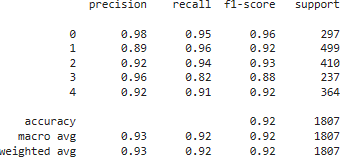 precision recall f1-score support
0 0.98 0.95 0.96 297
1 0.89 0.96 0.92 499
2 0.92 0.94 0.93 410
3 0.96 0.82 0.88 237
4 0.92 0.91 0.92 364
accuracy 0.92 1807
macro avg 0.93 0.92 0.92 1807
weighted avg 0.93 0.92 0.92 1807